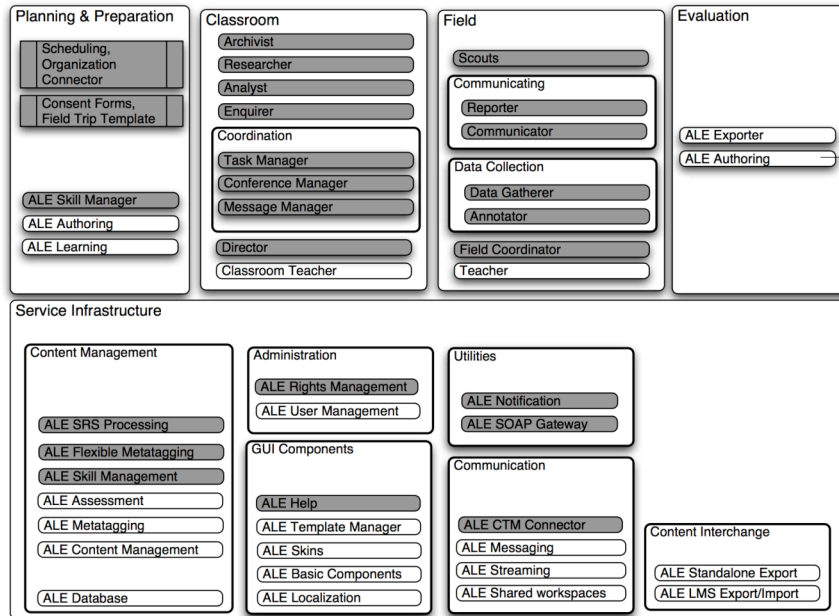 Planning & Preparation
Scheduling,
Organization
Connector
Consent Forms,
Field Trip Template
ALE Skill Manager
ALE Authoring
ALE Learning
Classroom
Archivist
Researcher
Analyst
Enquirer
Coordination
Task Manager
Conference Manager
Message Manager
Director
Classroom Teacher
Field
Scouts
Communicating
Reporter
Communicator
Data Collection
Data Gatherer
Annotator
Field Coordinator
Teacher
Evaluation
ALE Exporter
ALE Authoring
Service Infrastructure
Content Management
ALE SRS Processing
ALE Flexible Metatagging
ALE Skill Management
ALE Assessment
ALE Metatagging
ALE Content Management
ALE Database
Administration
ALE Rights Management
ALE User Management
GUI Components
ALE Help
ALE Template Manager
ALE Skins
ALE Basic Components
ALE Localization
Utilities
ALE Notification
ALE SOAP Gateway
Communication
ALE CTM Connector
ALE Messaging
ALE Streaming
ALE Shared workspaces
Content Interchange
ALE Standalone Export
ALE LMS Export/Import